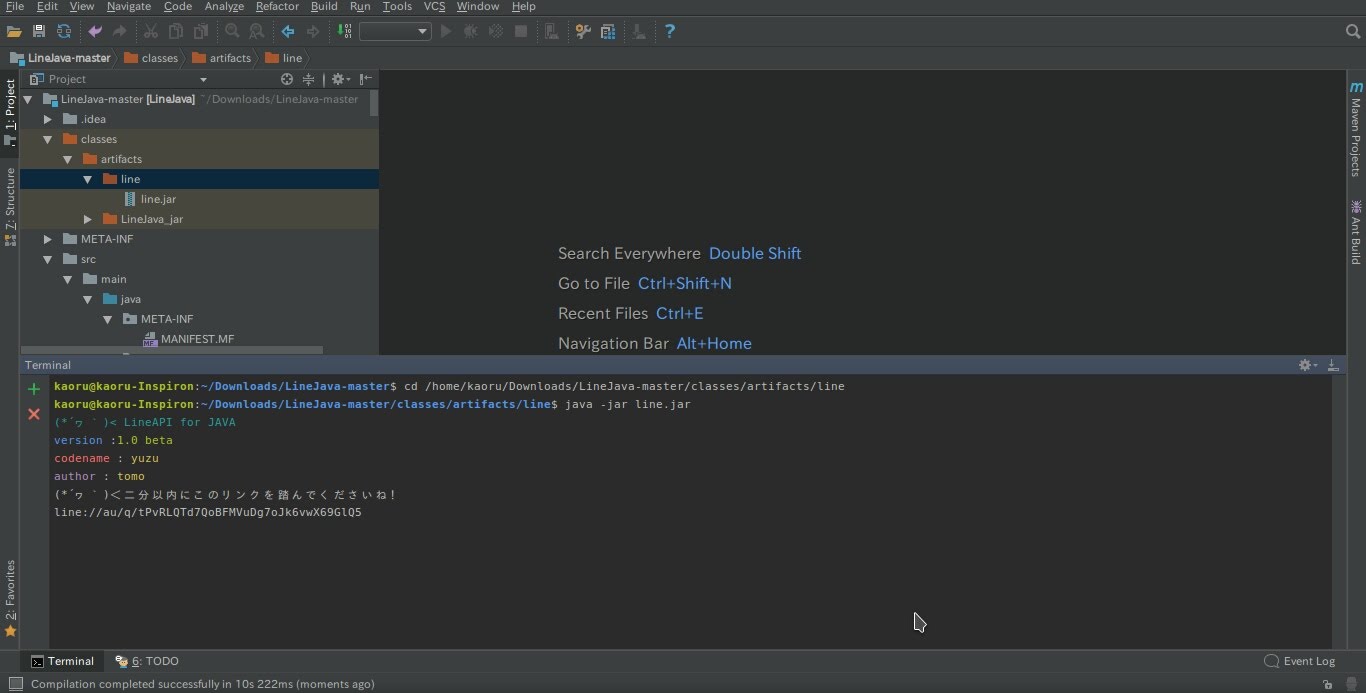 File Edit View Navigate Code Analyze Refactor Build Run Tools VCS Window Help
LineJava-master classes artifacts line
Project
LineJava-master [LineJava] ~/Downloads/LineJava-master
.idea
classes
artifacts
line
line.jar
LineJava_jar
META-INF
src
main
java
META-INF
MANIFEST.MF
1: Project
7: Structure
2: Favorites
Search Everywhere Double Shift
Go to File Ctrl+Shift+N
Recent Files Ctrl+E
Navigation Bar Alt+Home
Maven Projects
Ant Build
Terminal
kaoru@kaoru-Inspiron:~/Downloads/LineJava-master$ cd /home/kaoru/Downloads/LineJava-master/classes/artifacts/line
kaoru@kaoru-Inspiron:~/Downloads/LineJava-master/classes/artifacts/line$ java -jar line.jar
(*´ワ｀)< LineAPI for JAVA
version :1.0 beta
codename : yuzu
author : tomo
(*´ワ｀)＜二分以内にこのリンクを踏んでくださいね!
line://au/q/tPvRLQTd7QoBFMVuDg7oJk6vwX69GlQ5
Terminal 6: TODO Event Log
Compilation completed successfully in 10s 222ms (moments ago)